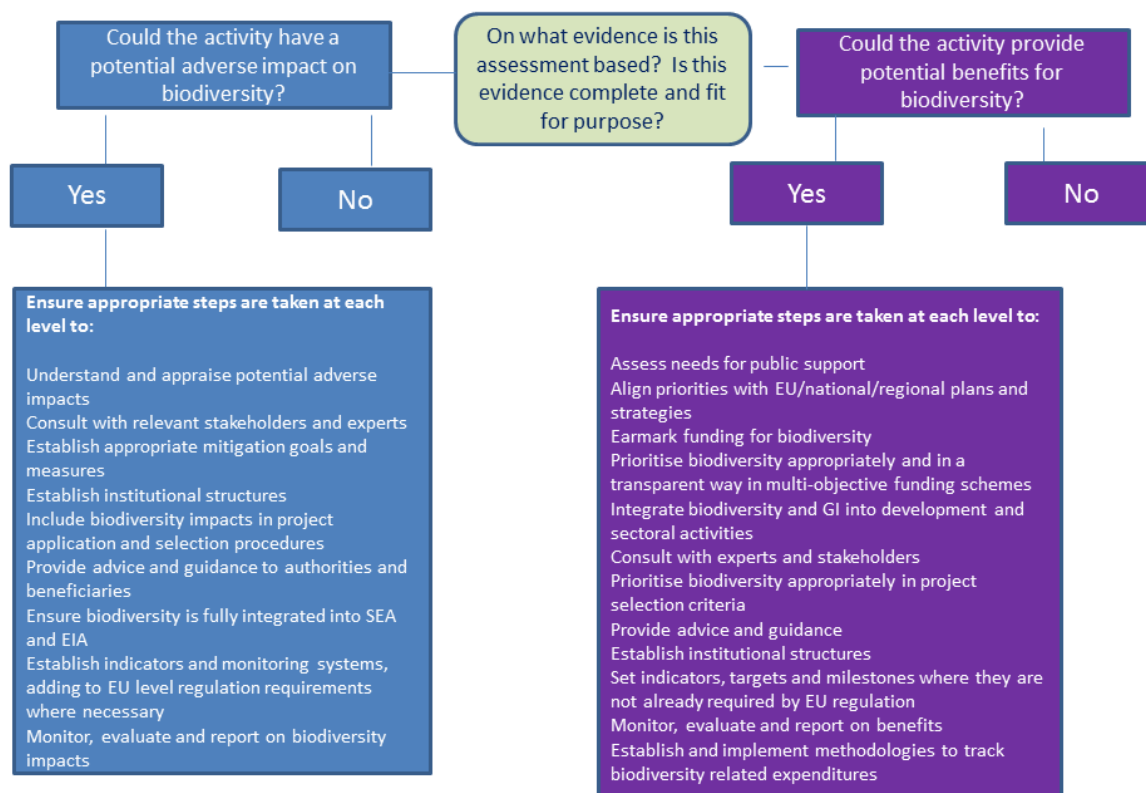 Could the activity have a
potential adverse impact on
biodiversity?
On what evidence is this
assessment based? Is this
evidence complete and fit
for purpose?
Could the activity provide
potential benefits for
biodiversity?
Yes
No
Yes
No
Ensure appropriate steps are taken at each
level to:
Understand and appraise potential adverse
impacts
Consult with relevant stakeholders and experts
Establish appropriate mitigation goals and
measures
Establish institutional structures
Include biodiversity impacts in project
application and selection procedures
Provide advice and guidance to authorities and
beneficiaries
Ensure biodiversity is fully integrated into SEA
and EIA
Establish indicators and monitoring systems,
adding to EU level regulation requirements
where necessary
Monitor, evaluate and report on biodiversity
impacts
Ensure appropriate steps are taken at each level to:
Assess needs for public support
Align priorities with EU/national/regional plans and
strategies
Earmark funding for biodiversity
Prioritise biodiversity appropriately and in a
transparent way in multi-objective funding schemes
Integrate biodiversity and GI into development and
sectoral activities
Consult with experts and stakeholders
Prioritise biodiversity appropriately in project
selection criteria
Provide advice and guidance
Establish institutional structures
Set indicators, targets and milestones where they are
not already required by EU regulation
Monitor, evaluate and report on benefits
Establish and implement methodologies to track
biodiversity related expenditures